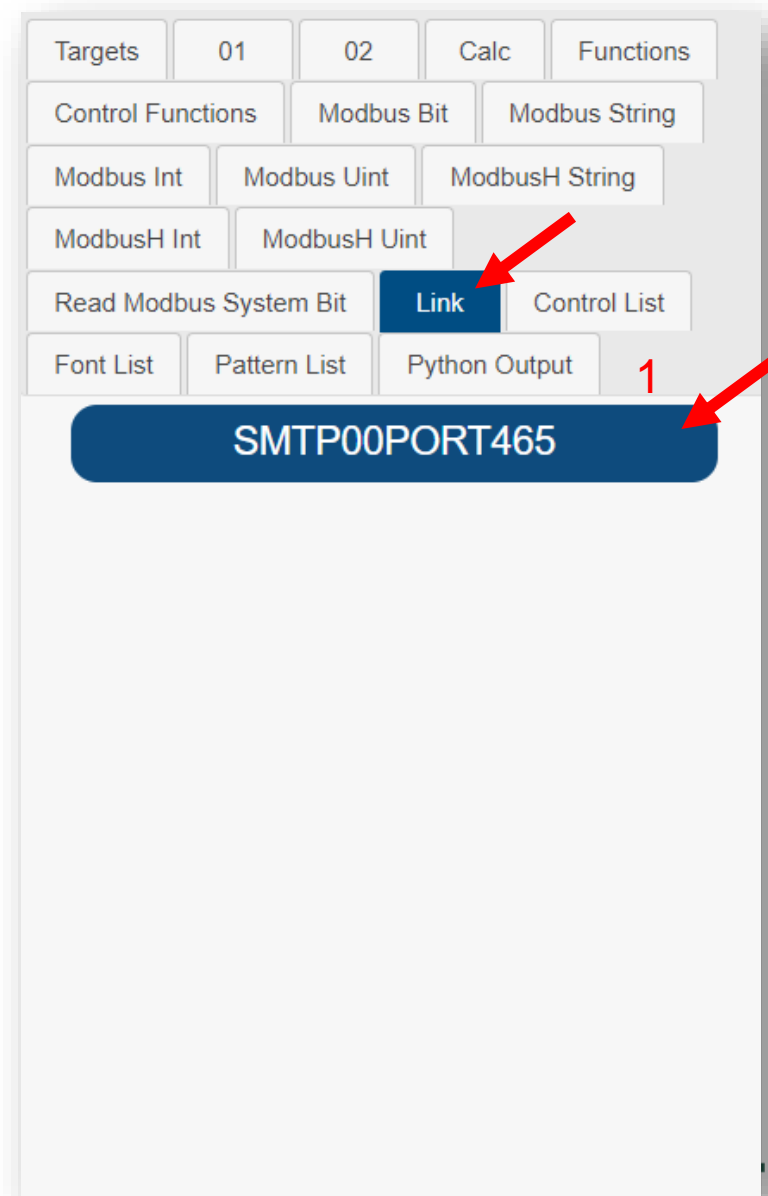 Targets 01 02 Calc Functions
Control Functions Modbus Bit Modbus String
Modbus Int Modbus Uint ModbusH String
ModbusH Int ModbusH Uint
Read Modbus System Bit Link Control List
Font List Pattern List Python Output 1
SMTP00PORT465